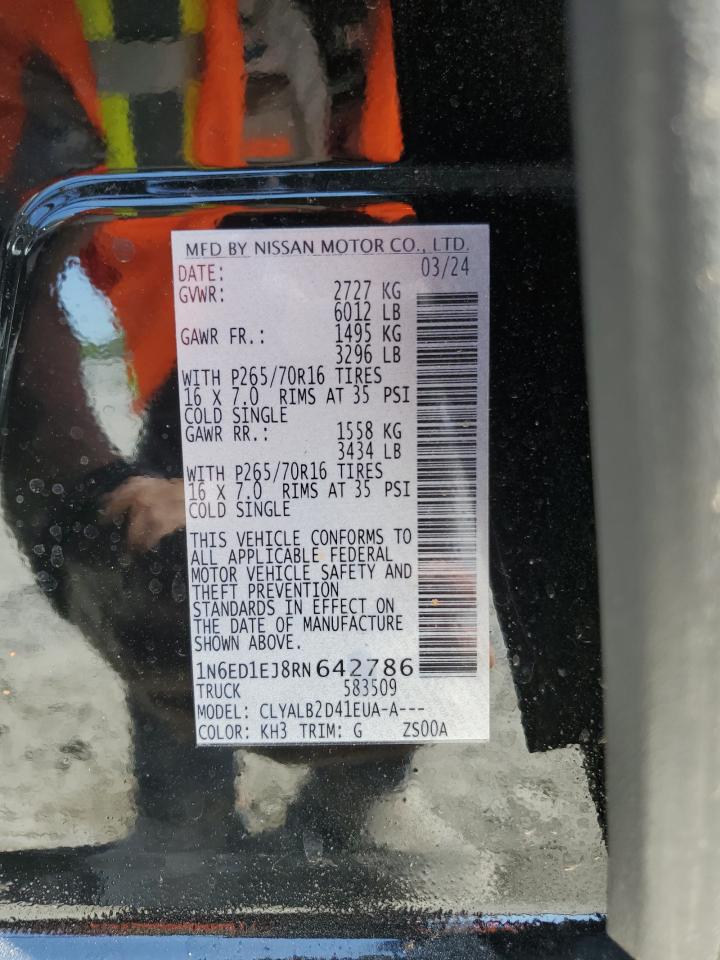 MFD BY NISSAN MOTOR CO., LTD.
DATE: 03/24
GVWR: 2727 KG
6012 LB
GAWR FR.: 1495 KG
3296 LB
WITH P265/70R16 TIRES
16 X 7.0 RIMS AT 35 PSI
COLD SINGLE
GAWR RR.: 1558 KG
3434 LB
WITH P265/70R16 TIRES
16 X 7.0 RIMS AT 35 PSI
COLD SINGLE
THIS VEHICLE CONFORMS TO
ALL APPLICABLE FEDERAL
MOTOR VEHICLE SAFETY AND
THEFT PREVENTION
STANDARDS IN EFFECT ON
THE DATE OF MANUFACTURE
SHOWN ABOVE.
1N6ED1EJ8RN642786
TRUCK 583509
MODEL: CLYALB2D41EUA-A---
COLOR: KH3 TRIM: G ZS00A